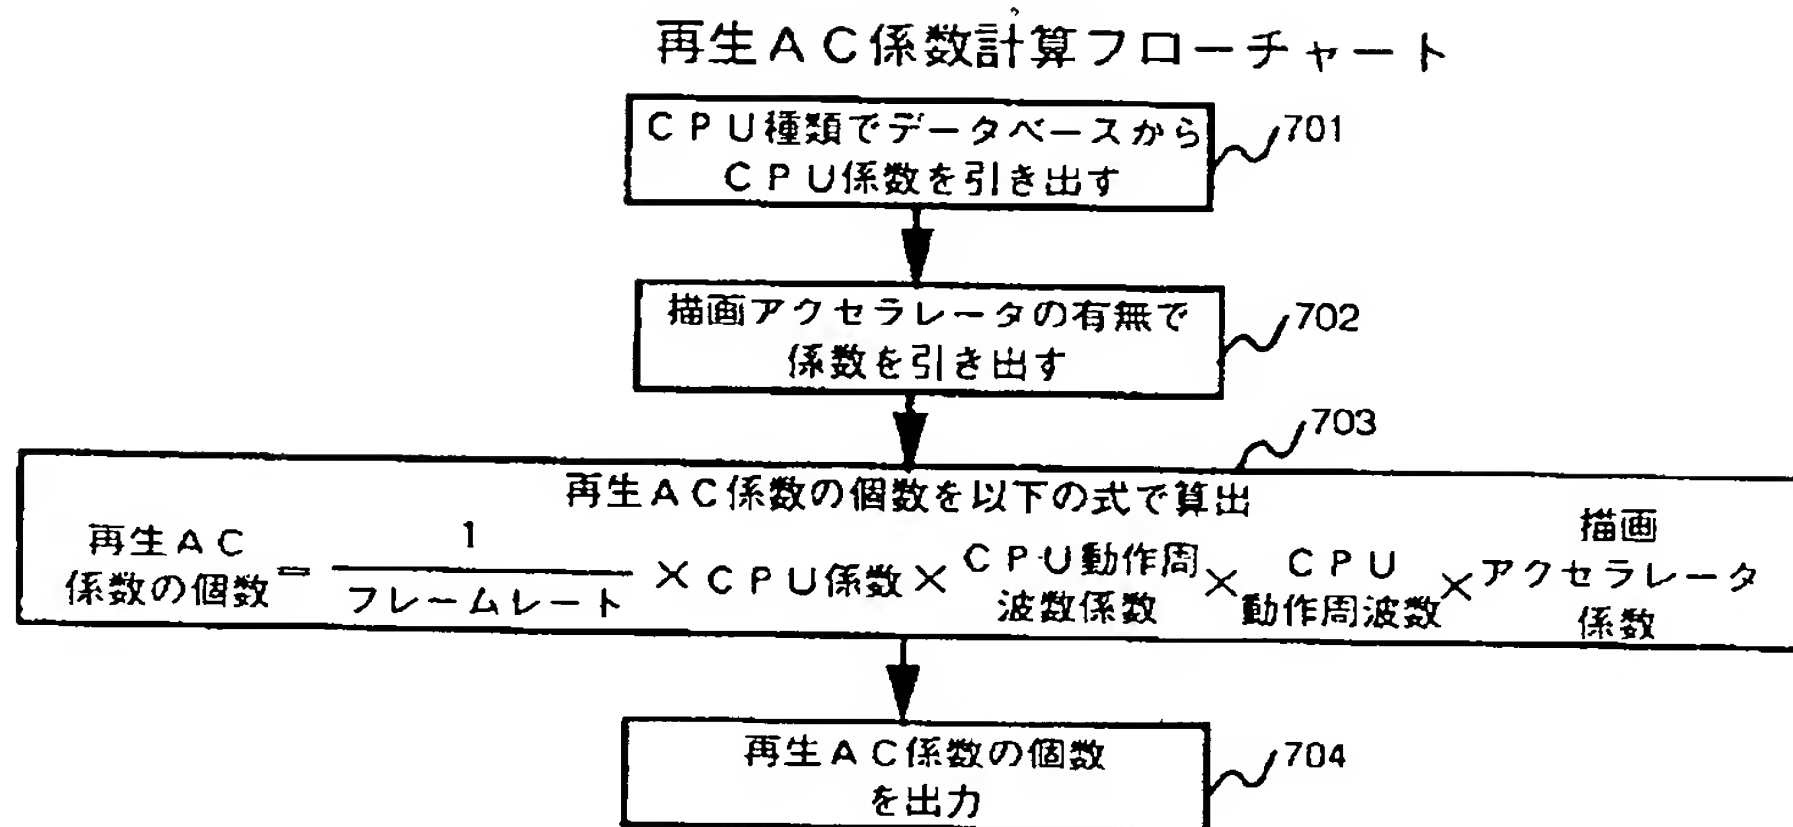 再生AC係数計算フローチャート
CPU種類でデータベースから
CPU係数を引き出す
701
描画アクセラレータの有無で
係数を引き出す
702
703
再生AC係数の個数を以下の式で算出
再生AC
係数の個数
=
1
フレームレート
×
CPU係数
×
CPU動作周
波数係数
×
CPU
動作周波数
×
描画
アクセラレータ
係数
再生AC係数の個数
を出力
704